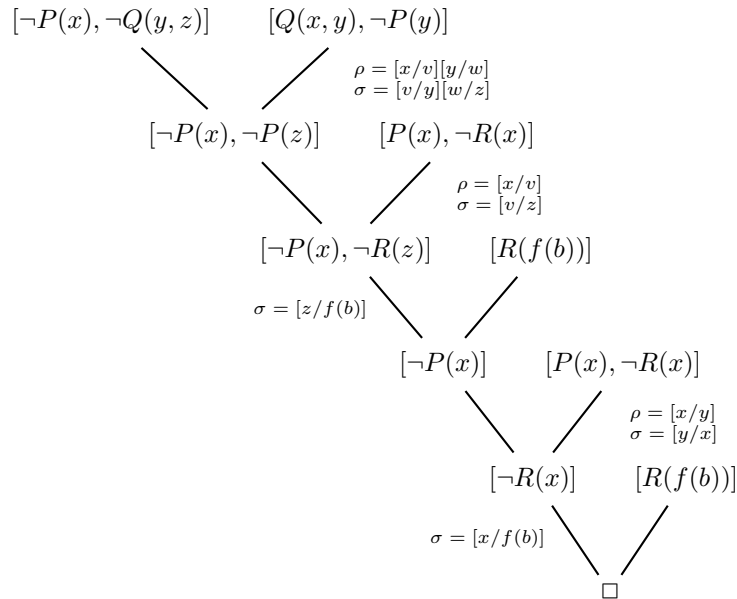 [¬P(x), ¬Q(y, z)] [Q(x, y), ¬P(y)]
ρ = [x/v][y/w]
σ = [v/y][w/z]
[¬P(x), ¬P(z)] [P(x), ¬R(x)]
ρ = [x/v]
σ = [v/z]
[¬P(x), ¬R(z)] [R(f(b))]
σ = [z/f(b)]
[¬P(x)] [P(x), ¬R(x)]
ρ = [x/y]
σ = [y/x]
[¬R(x)] [R(f(b))]
σ = [x/f(b)]
□